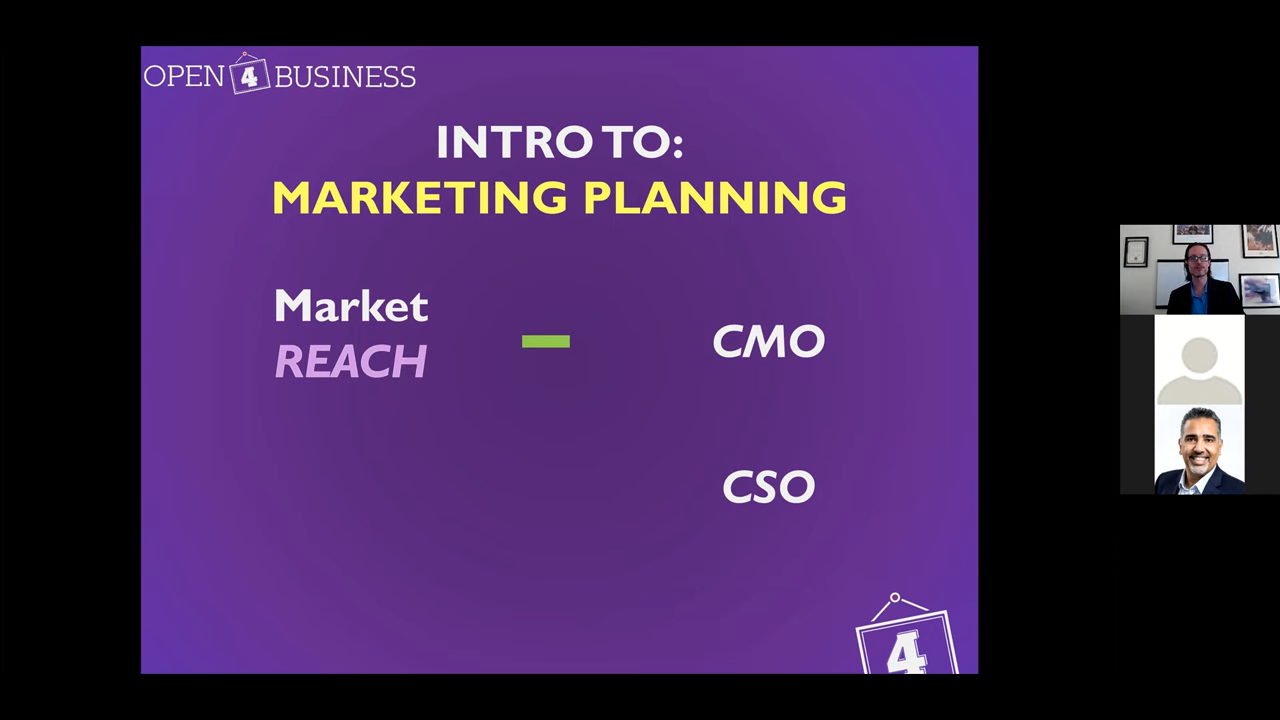 OPEN 4 BUSINESS
INTRO TO:
MARKETING PLANNING
Market
REACH
CMO
CSO
4